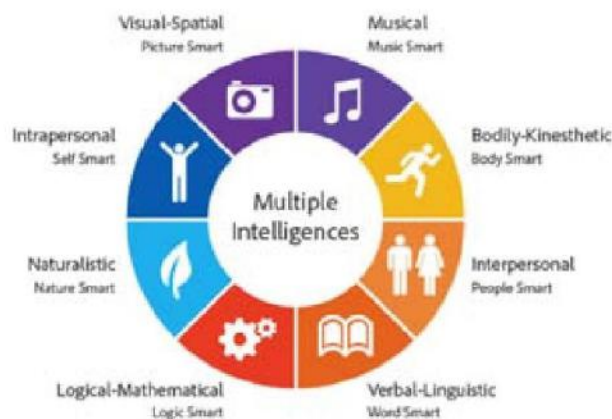 Visual-Spatial
Picture Smart
Musical
Music Smart
Intrapersonal
Self Smart
Bodily-Kinesthetic
Body Smart
Multiple
Intelligences
Naturalistic
Nature Smart
Interpersonal
People Smart
Logical-Mathematical
Logic Smart
Verbal-Linguistic
Word Smart